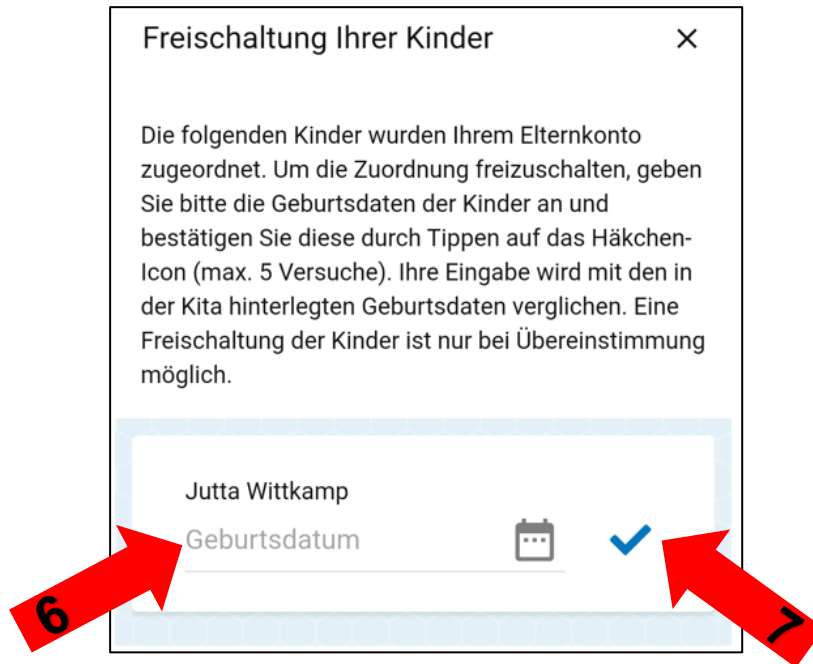 Freischaltung Ihrer Kinder
Die folgenden Kinder wurden Ihrem Elternkonto
zugeordnet. Um die Zuordnung freizuschalten, geben
Sie bitte die Geburtsdaten der Kinder an und
bestätigen Sie diese durch Tippen auf das Häkchen-
Icon (max. 5 Versuche). Ihre Eingabe wird mit den in
der Kita hinterlegten Geburtsdaten verglichen. Eine
Freischaltung der Kinder ist nur bei Übereinstimmung
möglich.
Jutta Wittkamp
Geburtsdatum
6
7